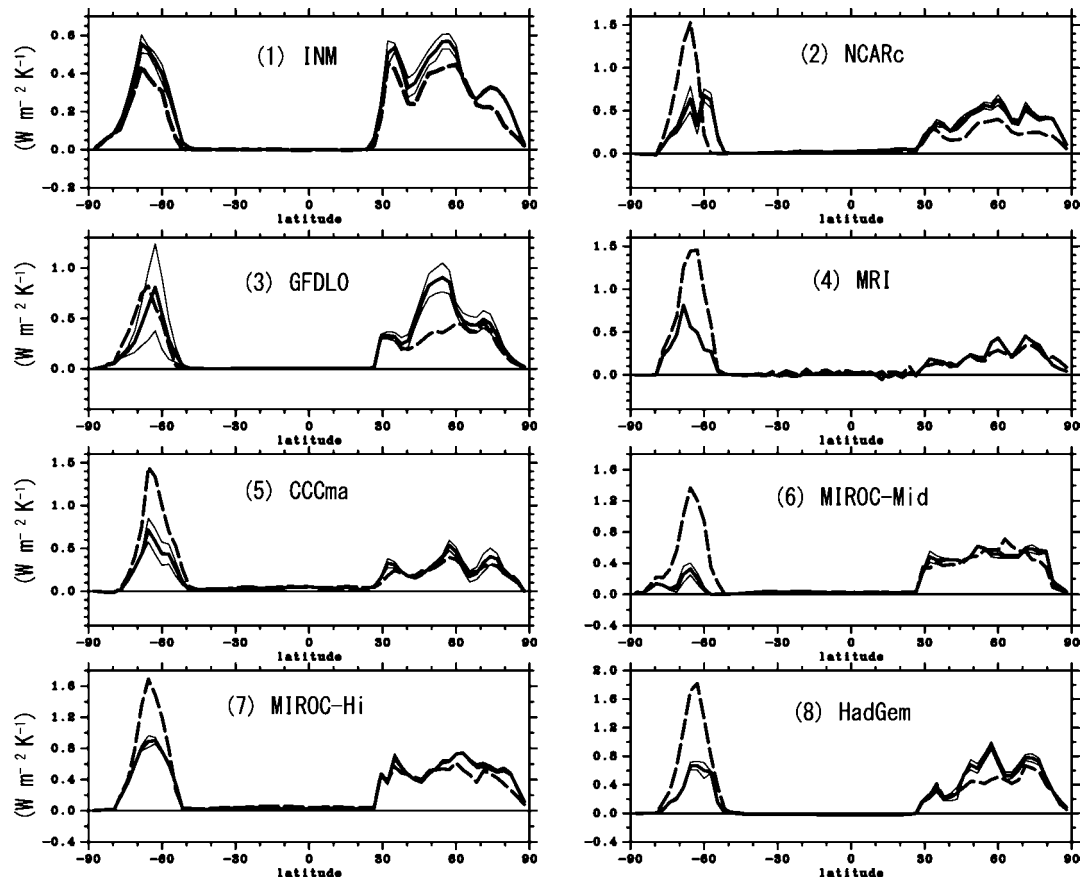 (1) INM
(W m⁻² K⁻¹)
0.6
0.4
0.2
0.0
-0.2
-90 -60 -30 0 30 60 90
latitude
(2) NCARc
1.5
1.0
0.5
0.0
-90 -60 -30 0 30 60 90
latitude
(3) GFDL0
(W m⁻² K⁻¹)
1.0
0.5
0.0
-90 -60 -30 0 30 60 90
latitude
(4) MRI
1.5
1.0
0.5
0.0
-90 -60 -30 0 30 60 90
latitude
(5) CCCma
(W m⁻² K⁻¹)
1.5
1.0
0.5
0.0
-90 -60 -30 0 30 60 90
latitude
(6) MIROC-Mid
1.6
1.2
0.8
0.4
0.0
-0.4
-90 -60 -30 0 30 60 90
latitude
(7) MIROC-Hi
(W m⁻² K⁻¹)
1.6
1.2
0.8
0.4
0.0
-0.4
-90 -60 -30 0 30 60 90
latitude
(8) HadGem
2.0
1.6
1.2
0.8
0.4
0.0
-0.4
-90 -60 -30 0 30 60 90
latitude